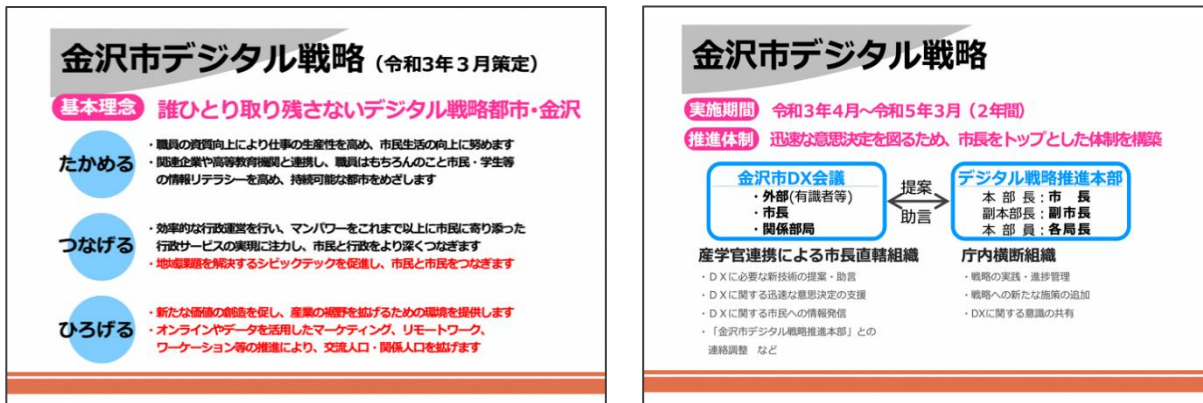 金沢市デジタル戦略（令和3年３月策定）
基本理念 誰ひとり取り残さないデジタル戦略都市・金沢
たかめる
・職員の資質向上により仕事の生産性を高め、市民生活の向上に努めます
・関連企業や高等教育機関と連携し、職員はもちろんのこと市民・学生等
の情報リテラシーを高め、持続可能な都市をめざします
つなげる
・効率的な行政運営を行い、マンパワーをこれまで以上に市民に寄り添った
行政サービスの実現に注力し、市民と行政をより深くつなぎます
・地域課題を解決するシビックテックを促進し、市民と市民をつなぎます
ひろげる
・新たな価値の創造を促し、産業の裾野を拡げるための環境を提供します
・オンラインやデータを活用したマーケティング、リモートワーク、
ワーケーション等の推進により、交流人口・関係人口を拡げます
金沢市デジタル戦略
実施期間 令和3年4月～令和5年3月（2年間）
推進体制 迅速な意思決定を図るため、市長をトップとした体制を構築
金沢市DX会議
・外部(有識者等)
・市長
・関係部局
提案
助言
デジタル戦略推進本部
本 部 長：市　長
副本部長：副市長
本 部 員：各局長
産学官連携による市長直轄組織
・ＤＸに必要な新技術の提案・助言
・ＤＸに関する迅速な意思決定の支援
・ＤＸに関する市民への情報発信
・「金沢市デジタル戦略推進本部」との
連絡調整　など
庁内横断組織
・戦略の実践・進捗管理
・戦略への新たな施策の追加
・DXに関する意識の共有